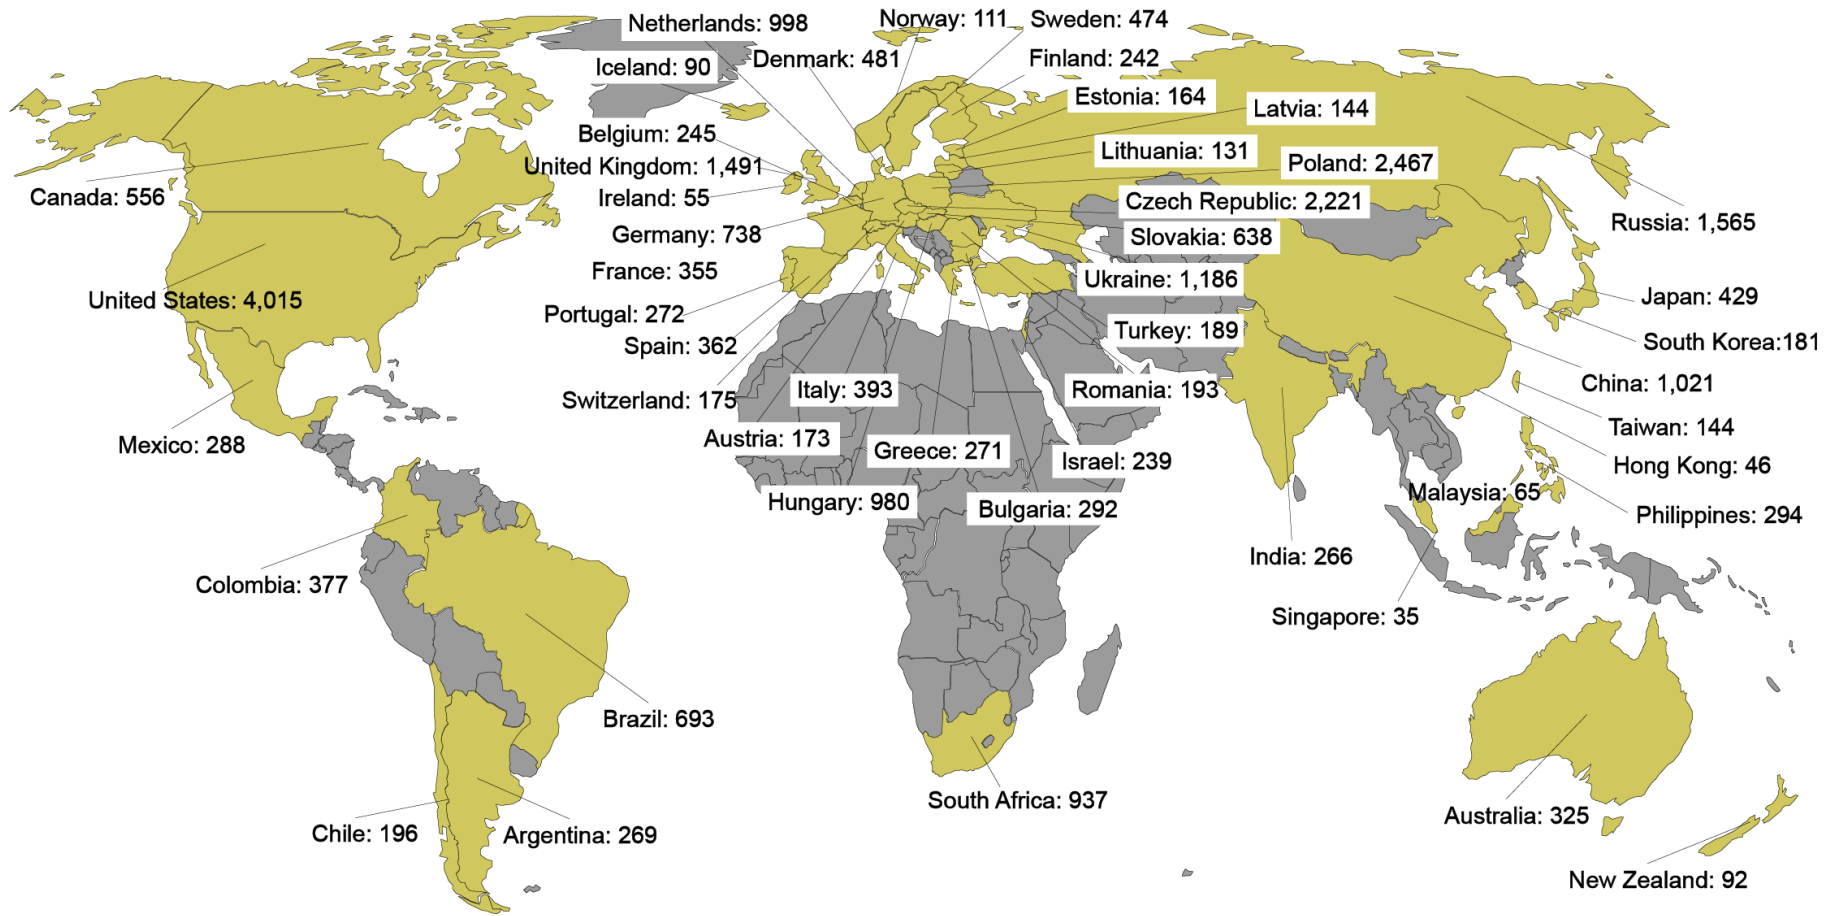 Netherlands: 998
Norway: 111
Sweden: 474
Denmark: 481
Finland: 242
Iceland: 90
Estonia: 164
Latvia: 144
Belgium: 245
Lithuania: 131
United Kingdom: 1,491
Poland: 2,467
Canada: 556
Ireland: 55
Czech Republic: 2,221
Russia: 1,565
Germany: 738
Slovakia: 638
France: 355
Ukraine: 1,186
United States: 4,015
Japan: 429
Portugal: 272
Turkey: 189
Spain: 362
South Korea:181
Italy: 393
Romania: 193
China: 1,021
Switzerland: 175
Taiwan: 144
Mexico: 288
Austria: 173
Greece: 271
Israel: 239
Hong Kong: 46
Malaysia: 65
Hungary: 980
Bulgaria: 292
Philippines: 294
India: 266
Colombia: 377
Singapore: 35
Brazil: 693
South Africa: 937
Australia: 325
Chile: 196
Argentina: 269
New Zealand: 92